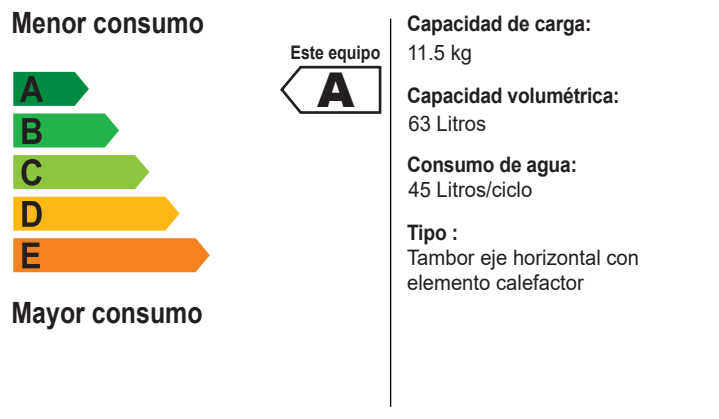 Menor consumo
Este equipo
A
A
B
C
D
E
Mayor consumo
Capacidad de carga:
11.5 kg
Capacidad volumétrica:
63 Litros
Consumo de agua:
45 Litros/ciclo
Tipo :
Tambor eje horizontal con
elemento calefactor